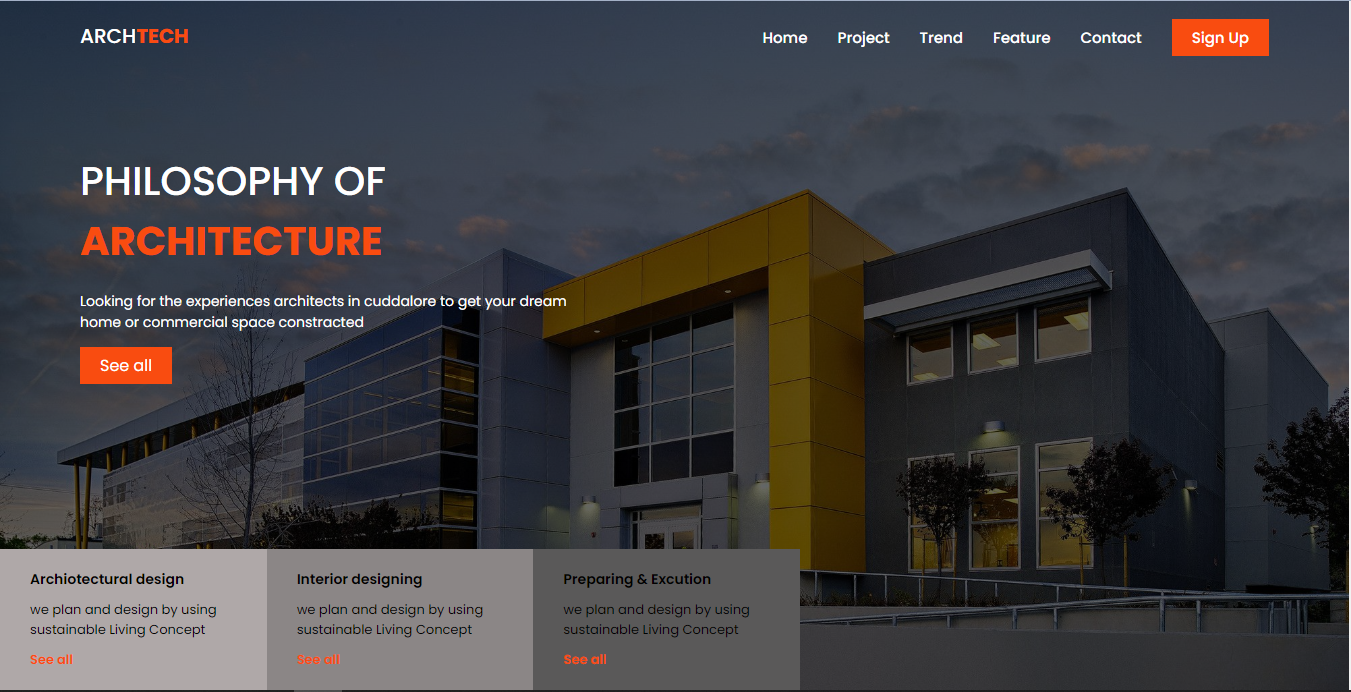 ARCHTECH
Home Project Trend Feature Contact Sign Up
PHILOSOPHY OF
ARCHITECTURE
Looking for the experiences architects in cuddalore to get your dream
home or commercial space constracted
See all
Archiotectural design
we plan and design by using
sustainable Living Concept
See all
Interior designing
we plan and design by using
sustainable Living Concept
See all
Preparing & Excution
we plan and design by using
sustainable Living Concept
See all